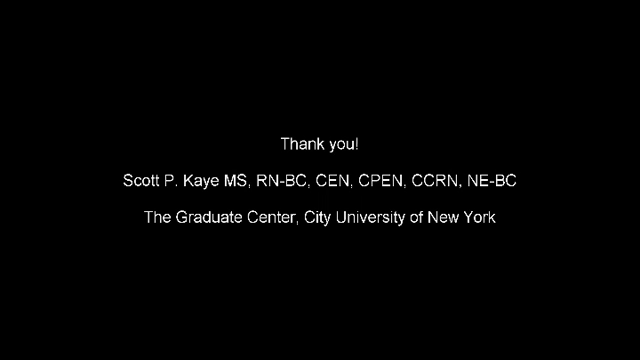 Thank you!
Scott P. Kaye MS, RN-BC, CEN, CPEN, CCRN, NE-BC
The Graduate Center, City University of New York